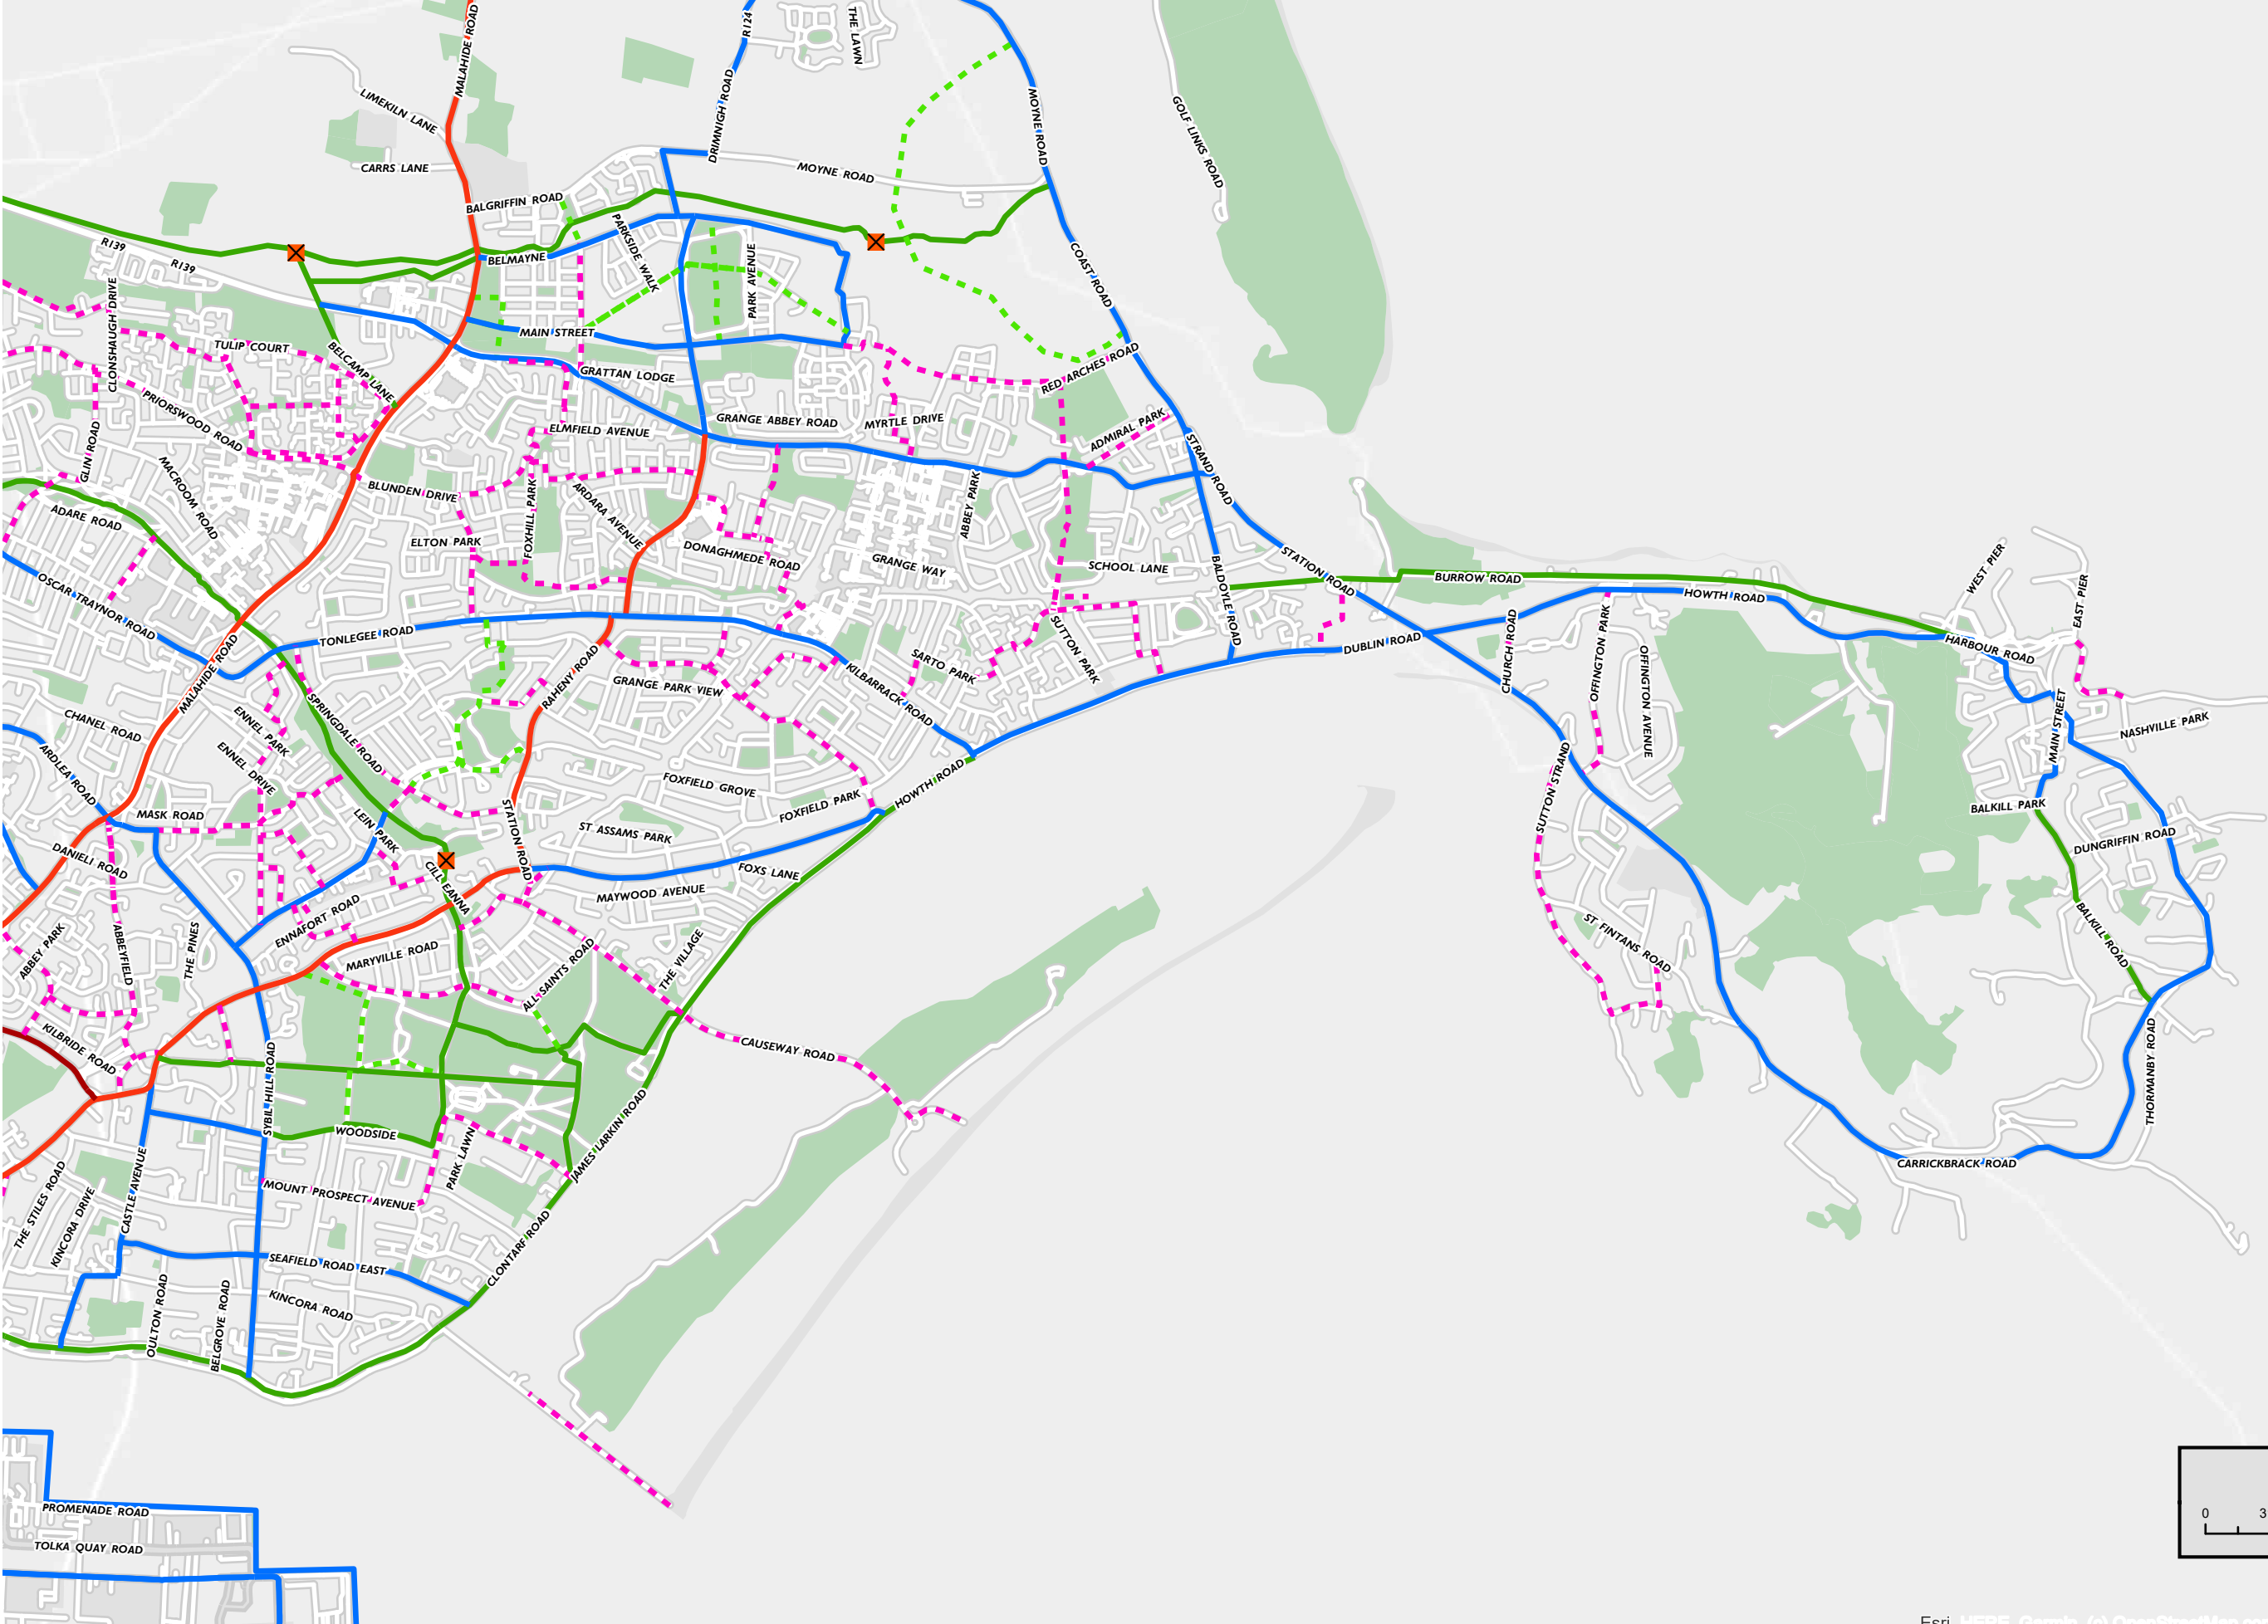 MALAHIDE ROAD
R124
THE LAWN
LIMEKILN LANE
DRIMNIGH ROAD
MOYNE ROAD
GOLF LINKS ROAD
CARRS LANE
MOYNE ROAD
BALGRIFFIN ROAD
R139
R139
BELMAYNE
PARKSIDE WALK
PARK AVENUE
COAST ROAD
CLONSHAUGH DRIVE
MAIN STREET
TULIP COURT
BELCAMP LANE
GRATTAN LODGE
RED ARCHES ROAD
PRIORSWOOD ROAD
GRANGE ABBEY ROAD
MYRTLE DRIVE
ELMFIELD AVENUE
ADMIRAL PARK
GLIN ROAD
STRAND ROAD
MACROOM ROAD
BLUNDEN DRIVE
FOXHILL PARK
ARDARA AVENUE
ABBEY PARK
ADARE ROAD
ELTON PARK
DONAGHMEDE ROAD
GRANGE WAY
SCHOOL LANE
BALDOYLE ROAD
STATION ROAD
BURROW ROAD
HOWTH ROAD
WEST PIER
EAST PIER
OSCAR TRAYNOR ROAD
TONLEGEE ROAD
MALAHIDE ROAD
RAHENY ROAD
SARTO PARK
SUTTON PARK
DUBLIN ROAD
CHURCH ROAD
OFFINGTON PARK
OFFINGTON AVENUE
HARBOUR ROAD
GRANGE PARK VIEW
KILBARRACK ROAD
SPRINGDALE ROAD
CHANEL ROAD
ENNEL PARK
ENNEL DRIVE
ARDLEA ROAD
MAIN STREET
NASHVILLE PARK
FOXFIELD GROVE
FOXFIELD PARK
HOWTH ROAD
SUTTON STRAND
MASK ROAD
LEIN PARK
STATION ROAD
ST ASSAMS PARK
BALKILL PARK
DUNGRIFFIN ROAD
DANIELI ROAD
CILL EANNA
FOXS LANE
MAYWOOD AVENUE
ENNAFORT ROAD
ST FINTANS ROAD
BALKILL ROAD
ABBEY PARK
ABBEYFIELD
THE PINES
MARYVILLE ROAD
ALL SAINTS ROAD
THE VILLAGE
KILBRIDE ROAD
SYBIL HILL ROAD
CAUSEWAY ROAD
THORMANBY ROAD
WOODSIDE
JAMES LARKIN ROAD
PARK LAWN
CARRICKBRACK ROAD
THE STILES ROAD
KINCORA DRIVE
CASTLE AVENUE
MOUNT PROSPECT AVENUE
CLONTARF ROAD
SEAFIELD ROAD EAST
OULTON ROAD
BELGROVE ROAD
KINCORA ROAD
PROMENADE ROAD
TOLKA QUAY ROAD
0 3
Esri, HERE, Garmin, (c) OpenStreetMap